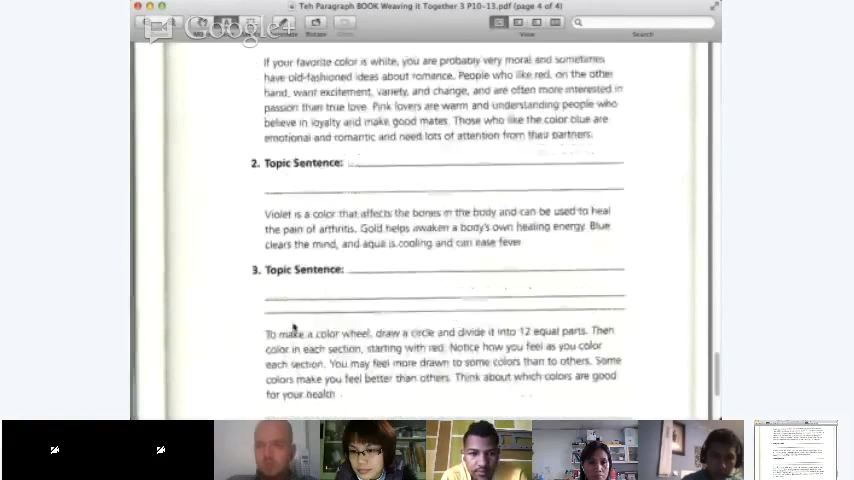 Teh Paragraph BOOK Weaving it Together 3 P10-13.pdf (page 4 of 4)
Google+
Rotate
View
Search
If your favorite color is white, you are probably very moral and sometimes
have old-fashioned ideas about romance. People who like red, on the other
hand, want excitement, variety, and change, and are often more interested in
passion than true love. Pink lovers are warm and understanding people who
believe in loyalty and make good mates. Those who like the color blue are
emotional and romantic and need lots of attention from their partners.
2. Topic Sentence:
Violet is a color that affects the bones in the body and can be used to heal
the pain of arthritis. Gold helps awaken a body's own healing energy. Blue
clears the mind, and aqua is cooling and can ease fever
3. Topic Sentence:
To make a color wheel, draw a circle and divide it into 12 equal parts. Then
color in each section, starting with red. Notice how you feel as you color
each section. You may feel more drawn to some colors than to others. Some
colors make you feel better than others. Think about which colors are good
for your health